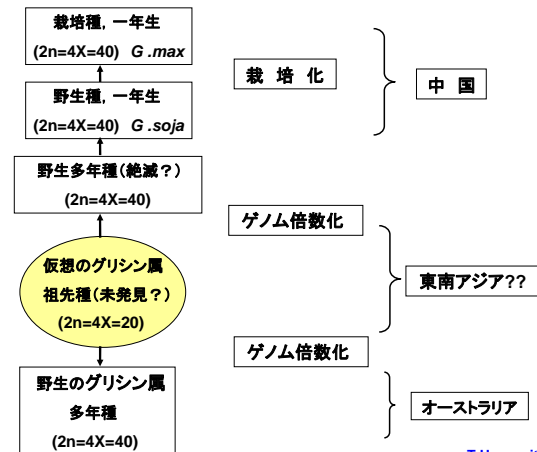 栽培種，一年生
(2n=4X=40) G .max
野生種，一年生
(2n=4X=40) G .soja
野生多年種(絶滅？)
(2n=4X=40)
仮想のグリシン属
祖先種(未発見？)
(2n=4X=20)
野生のグリシン属
多年種
(2n=4X=40)
栽 培 化
ゲノム倍数化
ゲノム倍数化
中 国
東南アジア??
オーストラリア